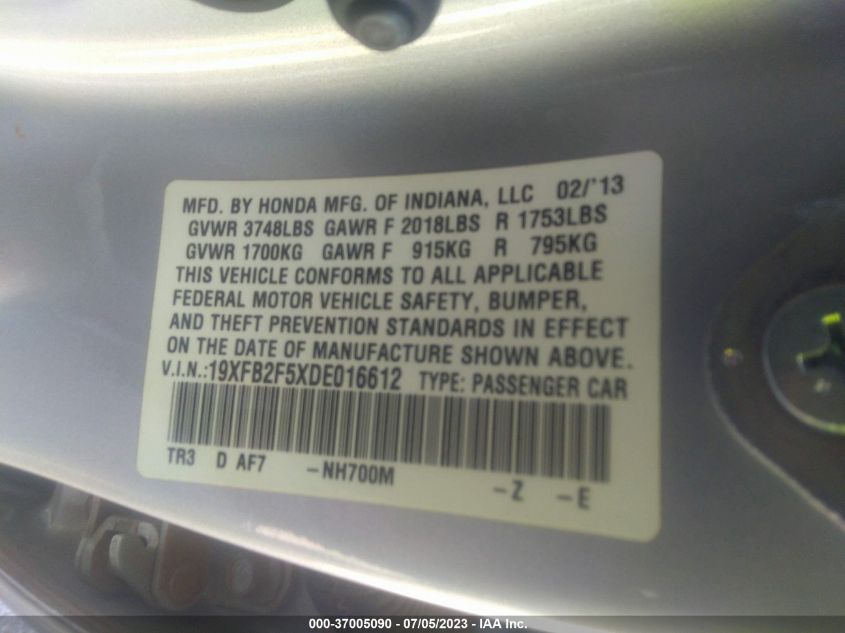 MFD. BY HONDA MFG. OF INDIANA, LLC 02/'13
GVWR 3748LBS GAWR F 2018LBS R 1753LBS
GVWR 1700KG GAWR F 915KG R 795KG
THIS VEHICLE CONFORMS TO ALL APPLICABLE
FEDERAL MOTOR VEHICLE SAFETY, BUMPER,
AND THEFT PREVENTION STANDARDS IN EFFECT
ON THE DATE OF MANUFACTURE SHOWN ABOVE.
V.I.N.:19XFB2F5XDE016612 TYPE: PASSENGER CAR
TR3 D AF7 -NH700M -Z -E
000-37005090 - 07/05/2023 - IAA Inc.